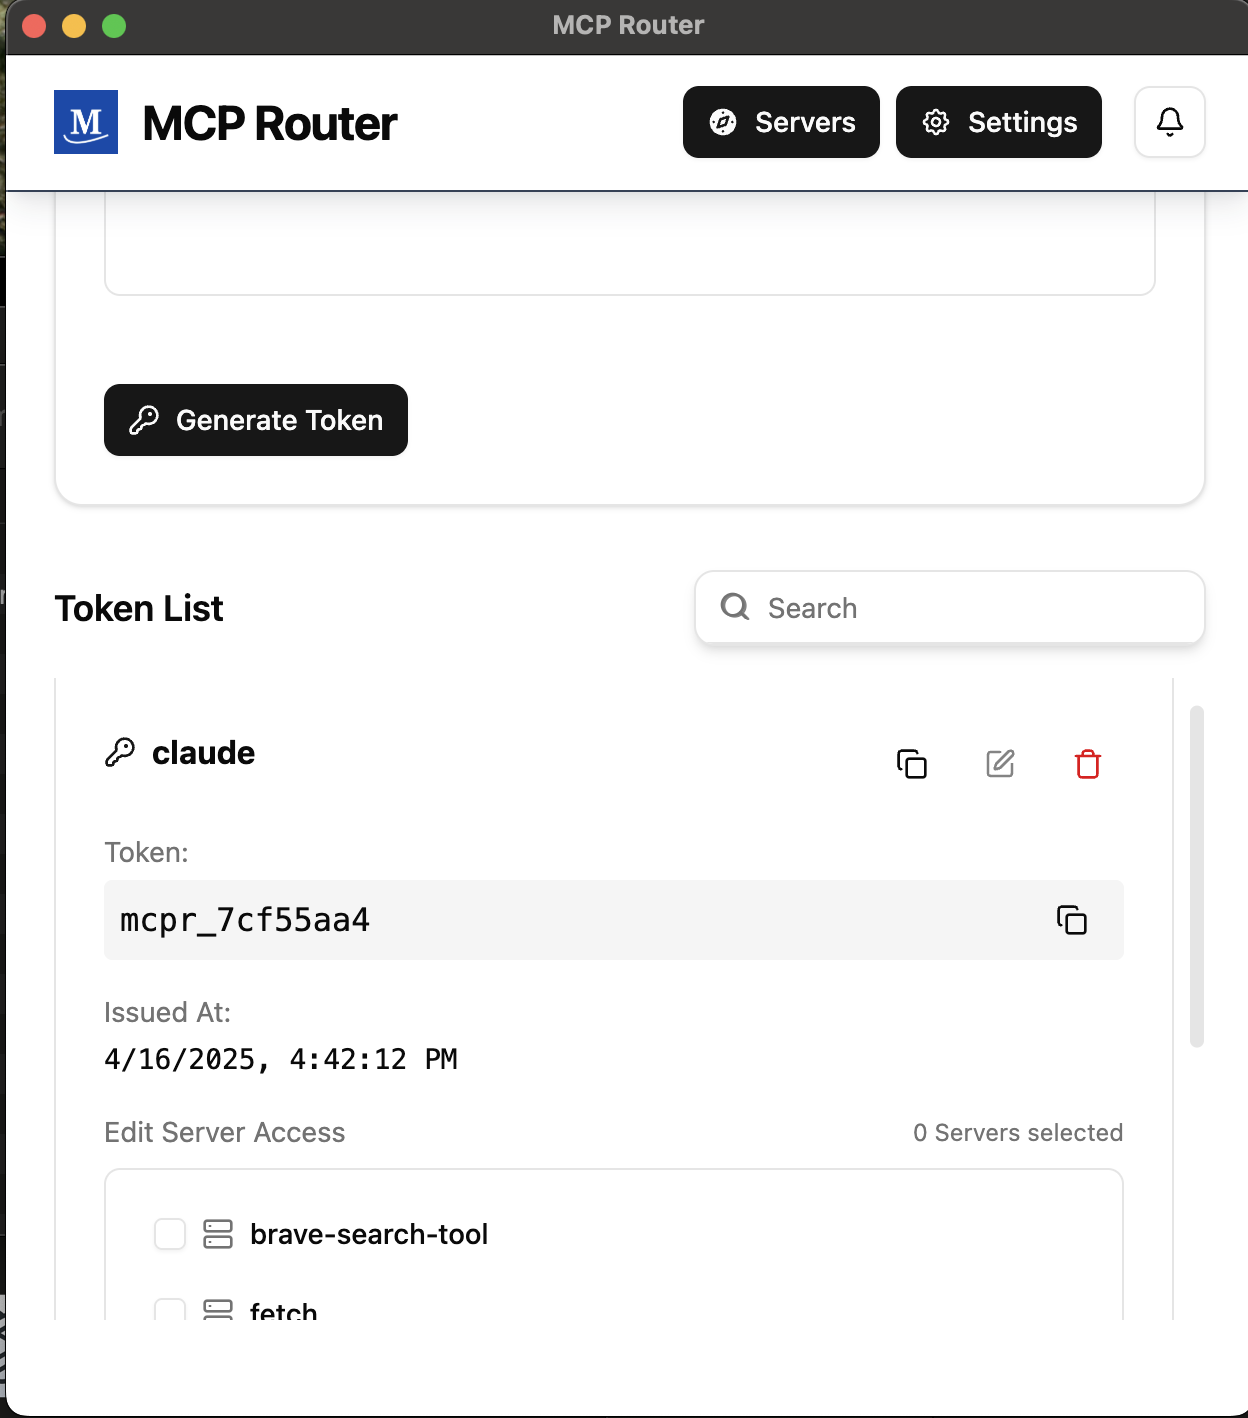 MCP Router
M
MCP Router
Servers
Settings
Generate Token
Token List
Search
claude
Token:
mcpr_7cf55aa4
Issued At:
4/16/2025, 4:42:12 PM
Edit Server Access
0 Servers selected
brave-search-tool
fetch